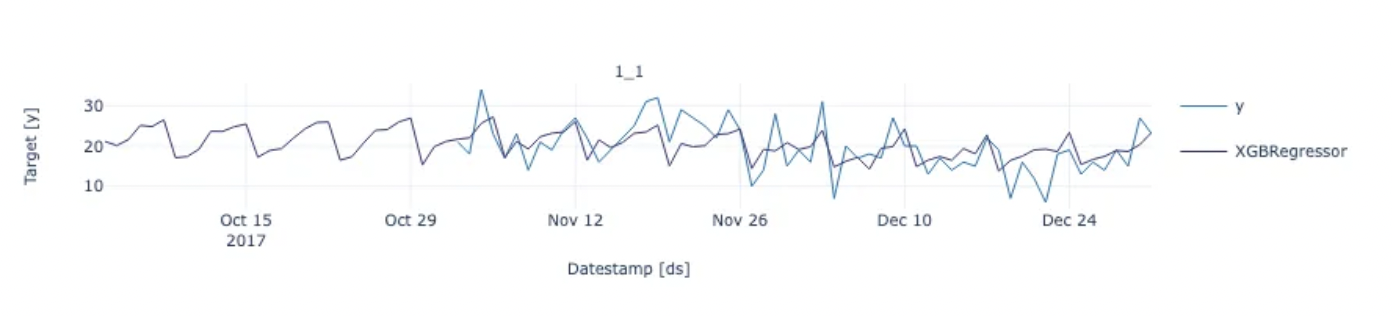 1_1
Target [y]
30
20
10
Oct 15
2017
Oct 29
Nov 12
Nov 26
Dec 10
Dec 24
Datestamp [ds]
y
XGBRegressor